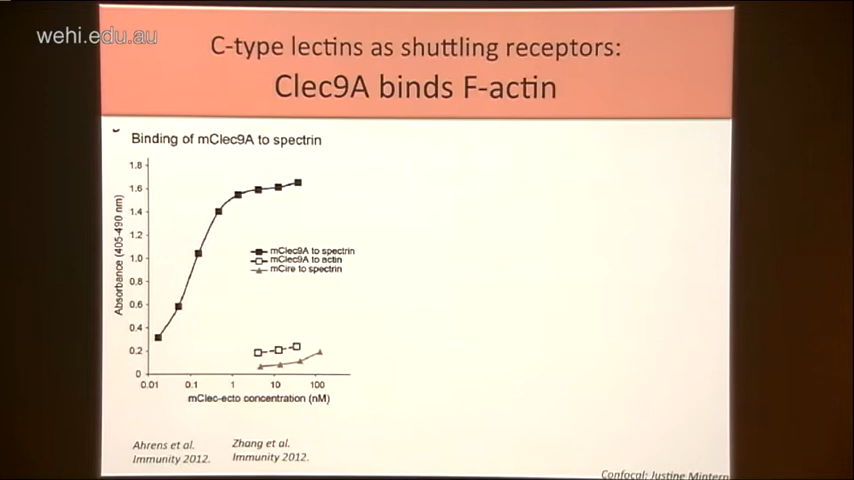 wehi.edu.au
C-type lectins as shuttling receptors:
Clec9A binds F-actin
Binding of mClec9A to spectrin
1.8
1.6
1.4
1.2
1.0
0.8
0.6
0.4
0.2
0
Absorbance (405-490 nm)
mClec9A to spectrin
mClec9A to actin
mCire to spectrin
0.01 0.1 1 10 100
mClec-ecto concentration (nM)
Ahrens et al.
Immunity 2012.
Zhang et al.
Immunity 2012.
Confocal: Justine Mintern